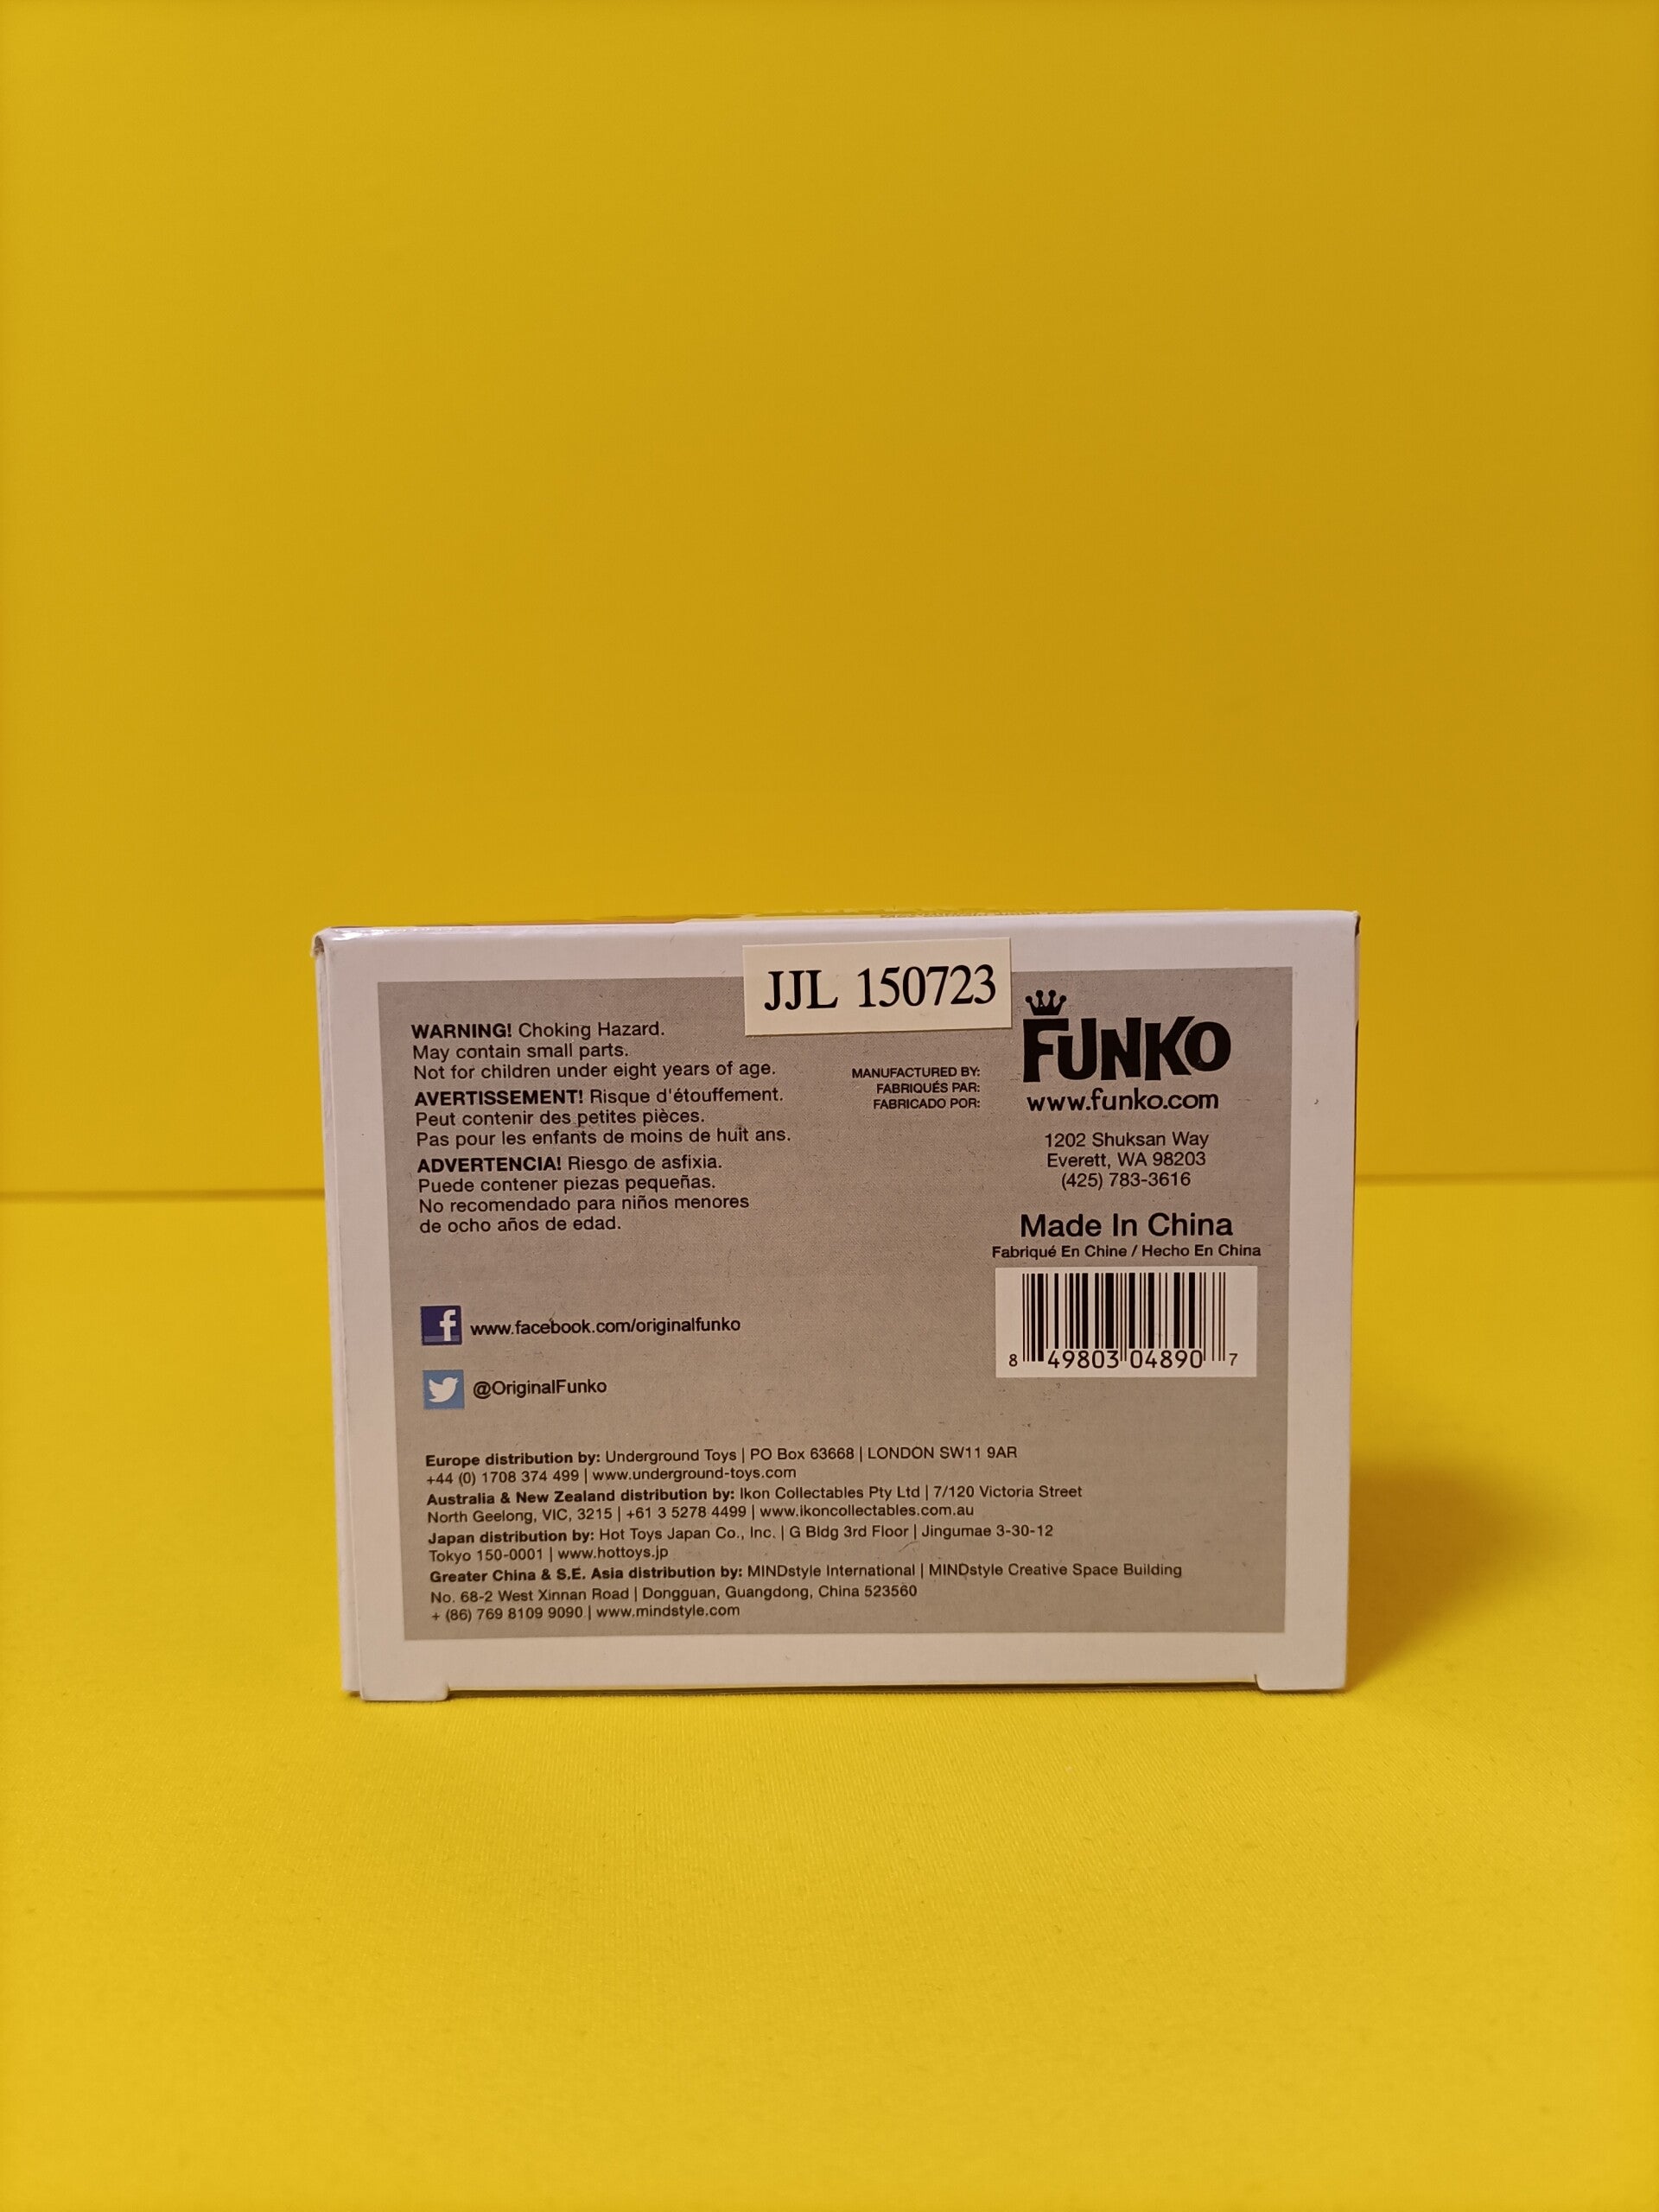 JJL 150723
WARNING! Choking Hazard.
May contain small parts.
Not for children under eight years of age.
AVERTISSEMENT! Risque d'étouffement.
Peut contenir des petites pièces.
Pas pour les enfants de moins de huit ans.
ADVERTENCIA! Riesgo de asfixia.
Puede contener piezas pequeñas.
No recomendado para niños menores
de ocho años de edad.
MANUFACTURED BY:
FABRIQUÉS PAR:
FABRICADO POR:
FUNKO
www.funko.com
1202 Shuksan Way
Everett, WA 98203
(425) 783-3616
Made In China
Fabriqué En Chine / Hecho En China
8 49803 04890 7
f www.facebook.com/originalfunko
@OriginalFunko
Europe distribution by: Underground Toys | PO Box 63668 | LONDON SW11 9AR
+44 (0) 1708 374 499 | www.underground-toys.com
Australia & New Zealand distribution by: Ikon Collectables Pty Ltd | 7/120 Victoria Street
North Geelong, VIC, 3215 | +61 3 5278 4499 | www.ikoncollectables.com.au
Japan distribution by: Hot Toys Japan Co., Inc. | G Bldg 3rd Floor | Jingumae 3-30-12
Tokyo 150-0001 | www.hottoys.jp
Greater China & S.E. Asia distribution by: MINDstyle International | MINDstyle Creative Space Building
No. 68-2 West Xinnan Road | Dongguan, Guangdong, China 523560
+ (86) 769 8109 9090 | www.mindstyle.com